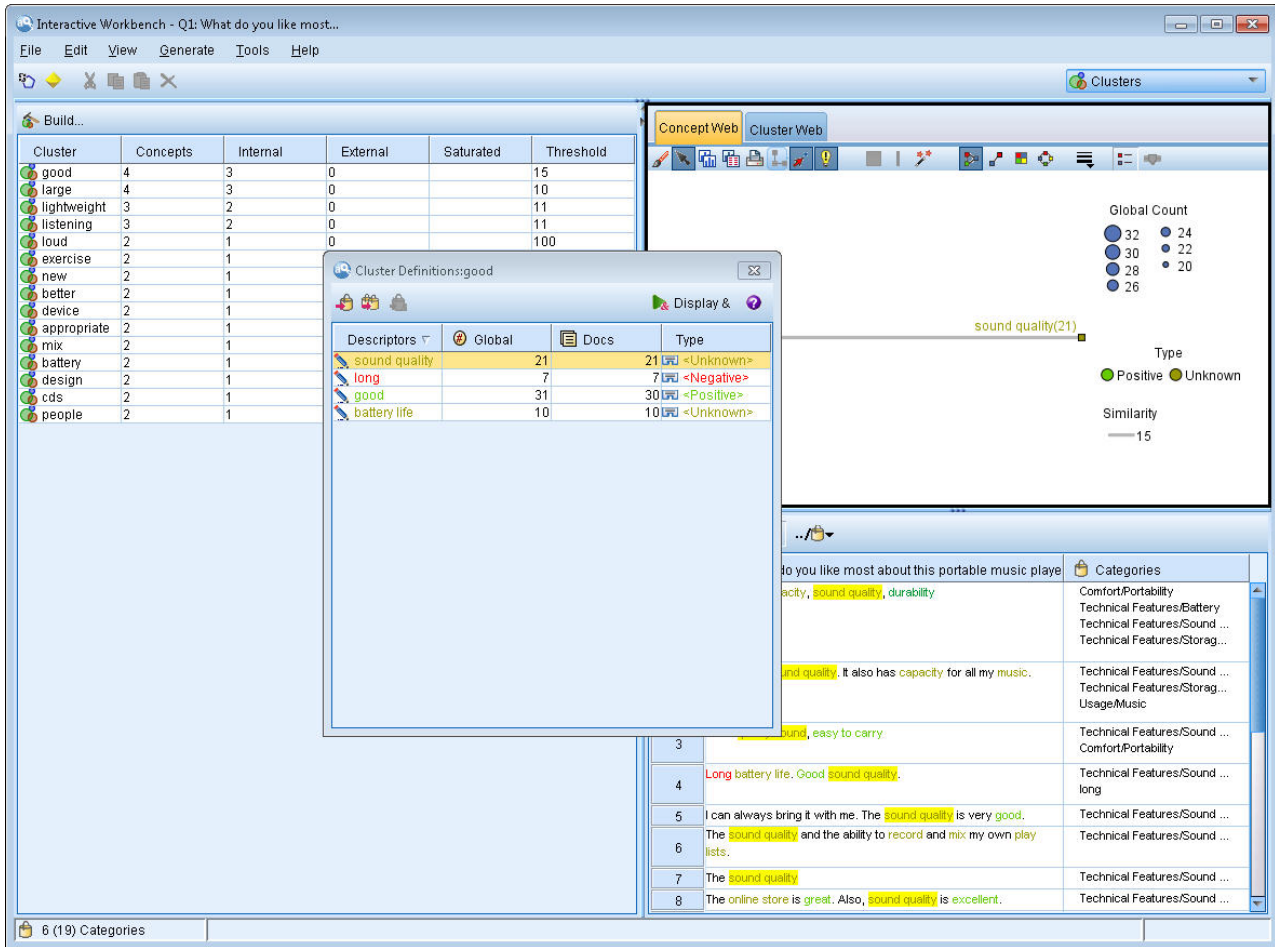 Interactive Workbench - Q1: What do you like most...
File Edit View Generate Tools Help
Clusters
Build...
Cluster Concepts Internal External Saturated Threshold
good 4 3 0 15
large 4 3 0 10
lightweight 3 2 0 11
listening 3 2 0 11
loud 2 1 0 100
exercise 2 1
new 2 1
better 2 1
device 2 1
appropriate 2 1
mix 2 1
battery 2 1
design 2 1
cds 2 1
people 2 1
Cluster Definitions:good
Display &
Descriptors Global Docs Type
sound quality 21 21 <Unknown>
long 7 7 <Negative>
good 31 30 <Positive>
battery life 10 10 <Unknown>
Concept Web Cluster Web
Global Count
32 24
30 22
28 20
26
sound quality(21)
Type
Positive Unknown
Similarity
15
../
do you like most about this portable music playe Categories
acity, sound quality, durability
Comfort/Portability
Technical Features/Battery
Technical Features/Sound ...
Technical Features/Storag...
und quality. It also has capacity for all my music.
Technical Features/Sound ...
Technical Features/Storag...
Usage/Music
3 ound, easy to carry
Technical Features/Sound ...
Comfort/Portability
4 Long battery life. Good sound quality.
Technical Features/Sound ...
long
5 I can always bring it with me. The sound quality is very good. Technical Features/Sound ...
6 The sound quality and the ability to record and mix my own play
lists.
Technical Features/Sound ...
7 The sound quality Technical Features/Sound ...
8 The online store is great. Also, sound quality is excellent. Technical Features/Sound ...
6 (19) Categories